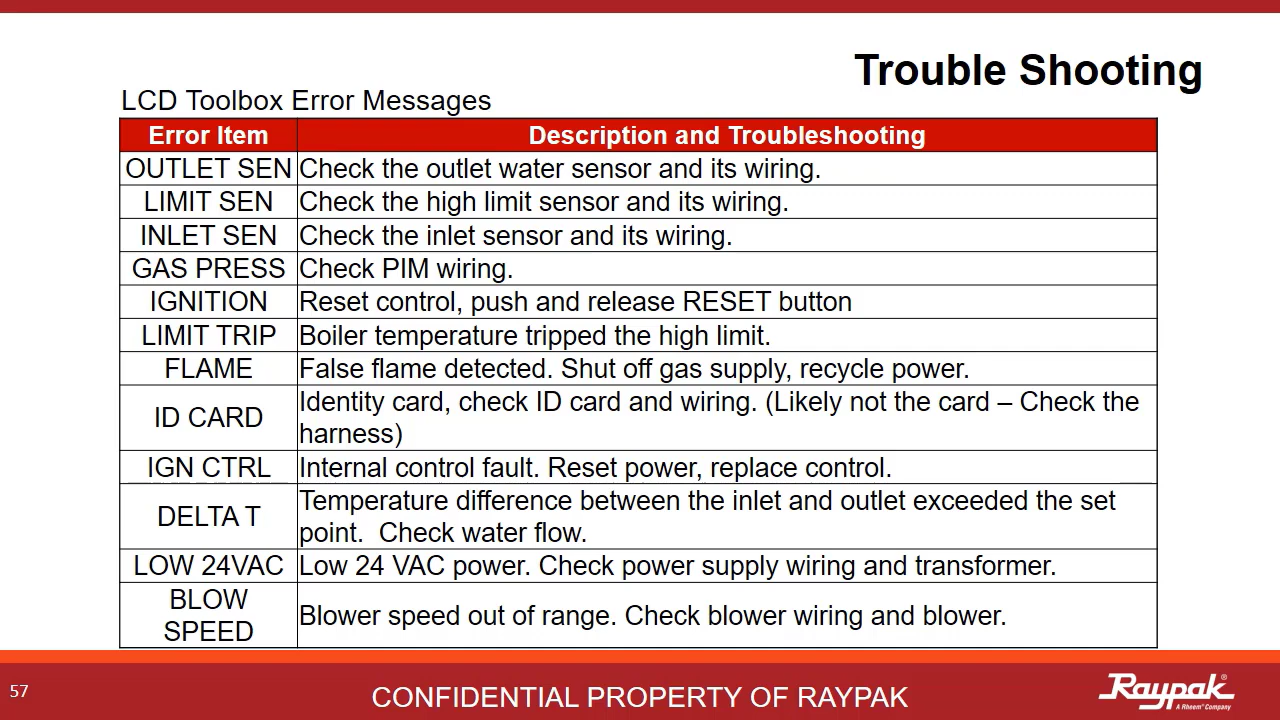 Trouble Shooting
LCD Toolbox Error Messages
Error Item Description and Troubleshooting
OUTLET SEN Check the outlet water sensor and its wiring.
LIMIT SEN Check the high limit sensor and its wiring.
INLET SEN Check the inlet sensor and its wiring.
GAS PRESS Check PIM wiring.
IGNITION Reset control, push and release RESET button
LIMIT TRIP Boiler temperature tripped the high limit.
FLAME False flame detected. Shut off gas supply, recycle power.
ID CARD Identity card, check ID card and wiring. (Likely not the card – Check the
harness)
IGN CTRL Internal control fault. Reset power, replace control.
DELTA T Temperature difference between the inlet and outlet exceeded the set
point.  Check water flow.
LOW 24VAC Low 24 VAC power. Check power supply wiring and transformer.
BLOW
SPEED Blower speed out of range. Check blower wiring and blower.
57
CONFIDENTIAL PROPERTY OF RAYPAK
Raypak®
A Rheem® Company